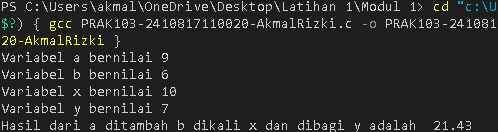 PS C:\Users\akmal\OneDrive\Desktop\Latihan 1\Modul 1> cd "c:\U
$?) { gcc PRAK103-2410817110020-AkmalRizki.c -o PRAK103-241081
20-AkmalRizki }
Variabel a bernilai 9
Variabel b bernilai 6
Variabel x bernilai 10
Variabel y bernilai 7
Hasil dari a ditambah b dikali x dan dibagi y adalah  21.43